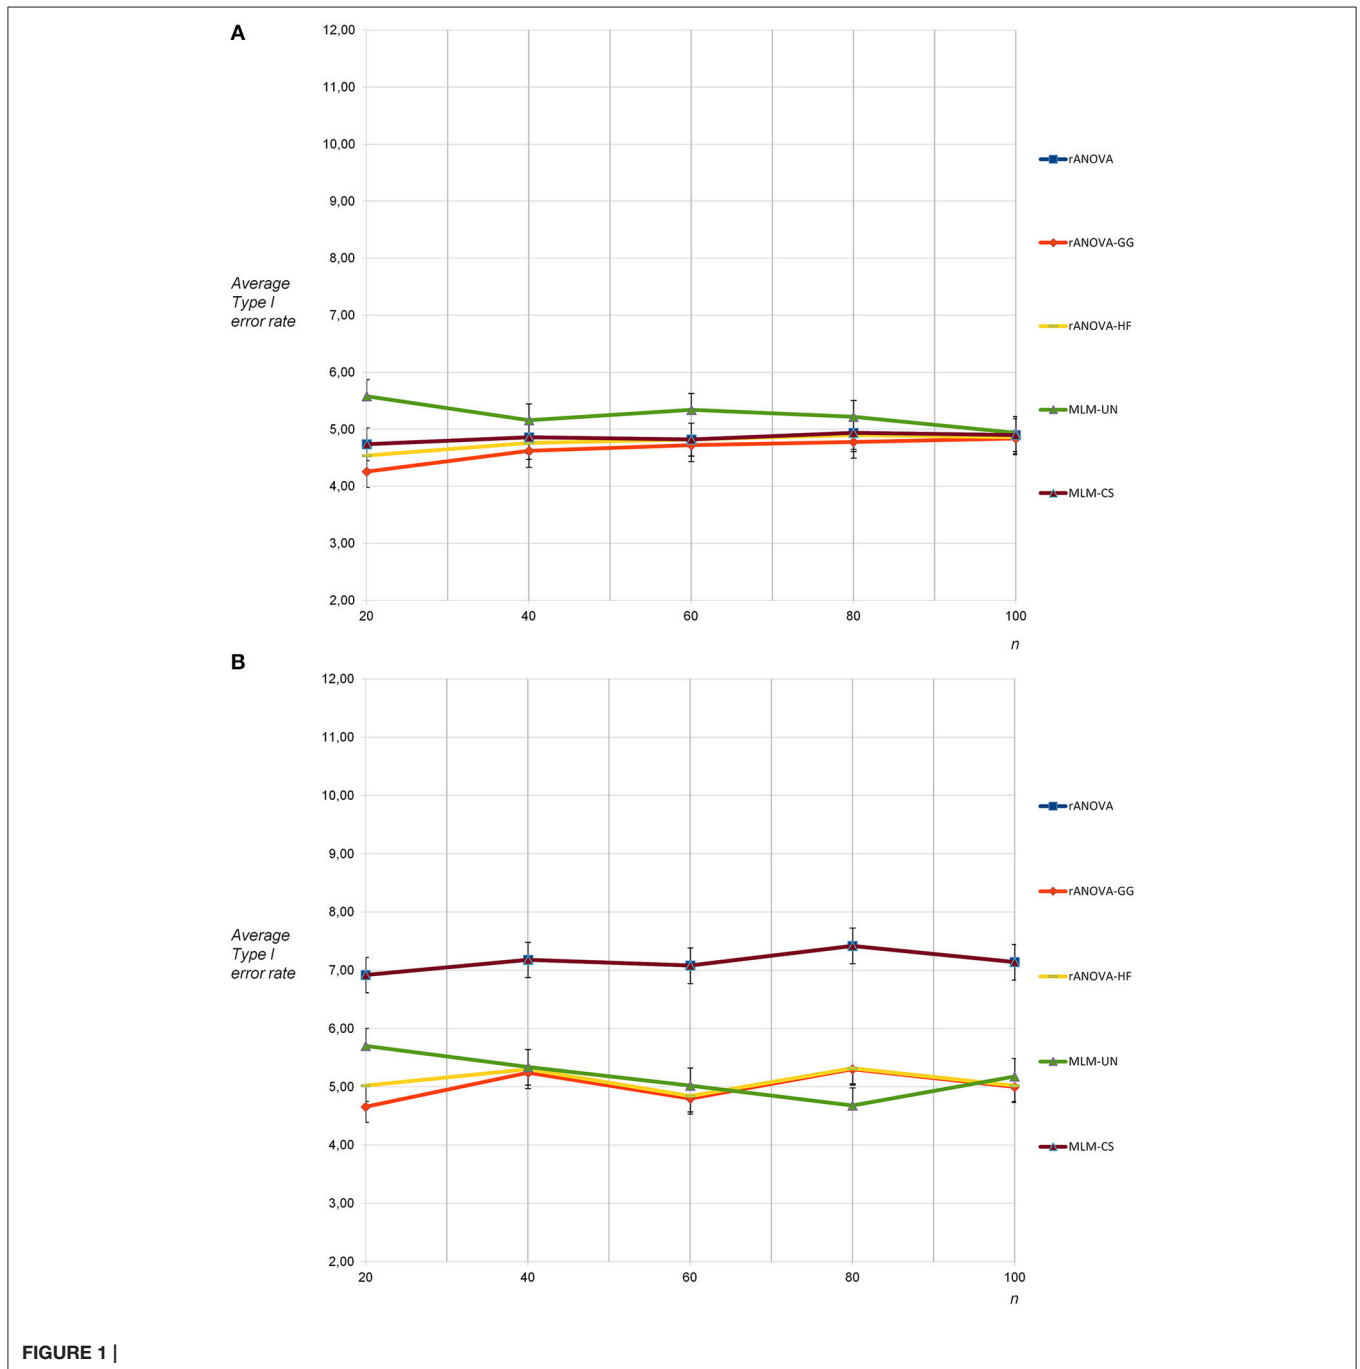 A
12,00
11,00
10,00
9,00
8,00
7,00
6,00
5,00
4,00
3,00
2,00
Average
Type I
error rate
20
40
60
80
100
n
rANOVA
rANOVA-GG
rANOVA-HF
MLM-UN
MLM-CS
B
12,00
11,00
10,00
9,00
8,00
7,00
6,00
5,00
4,00
3,00
2,00
Average
Type I
error rate
20
40
60
80
100
n
rANOVA
rANOVA-GG
rANOVA-HF
MLM-UN
MLM-CS
FIGURE 1 |